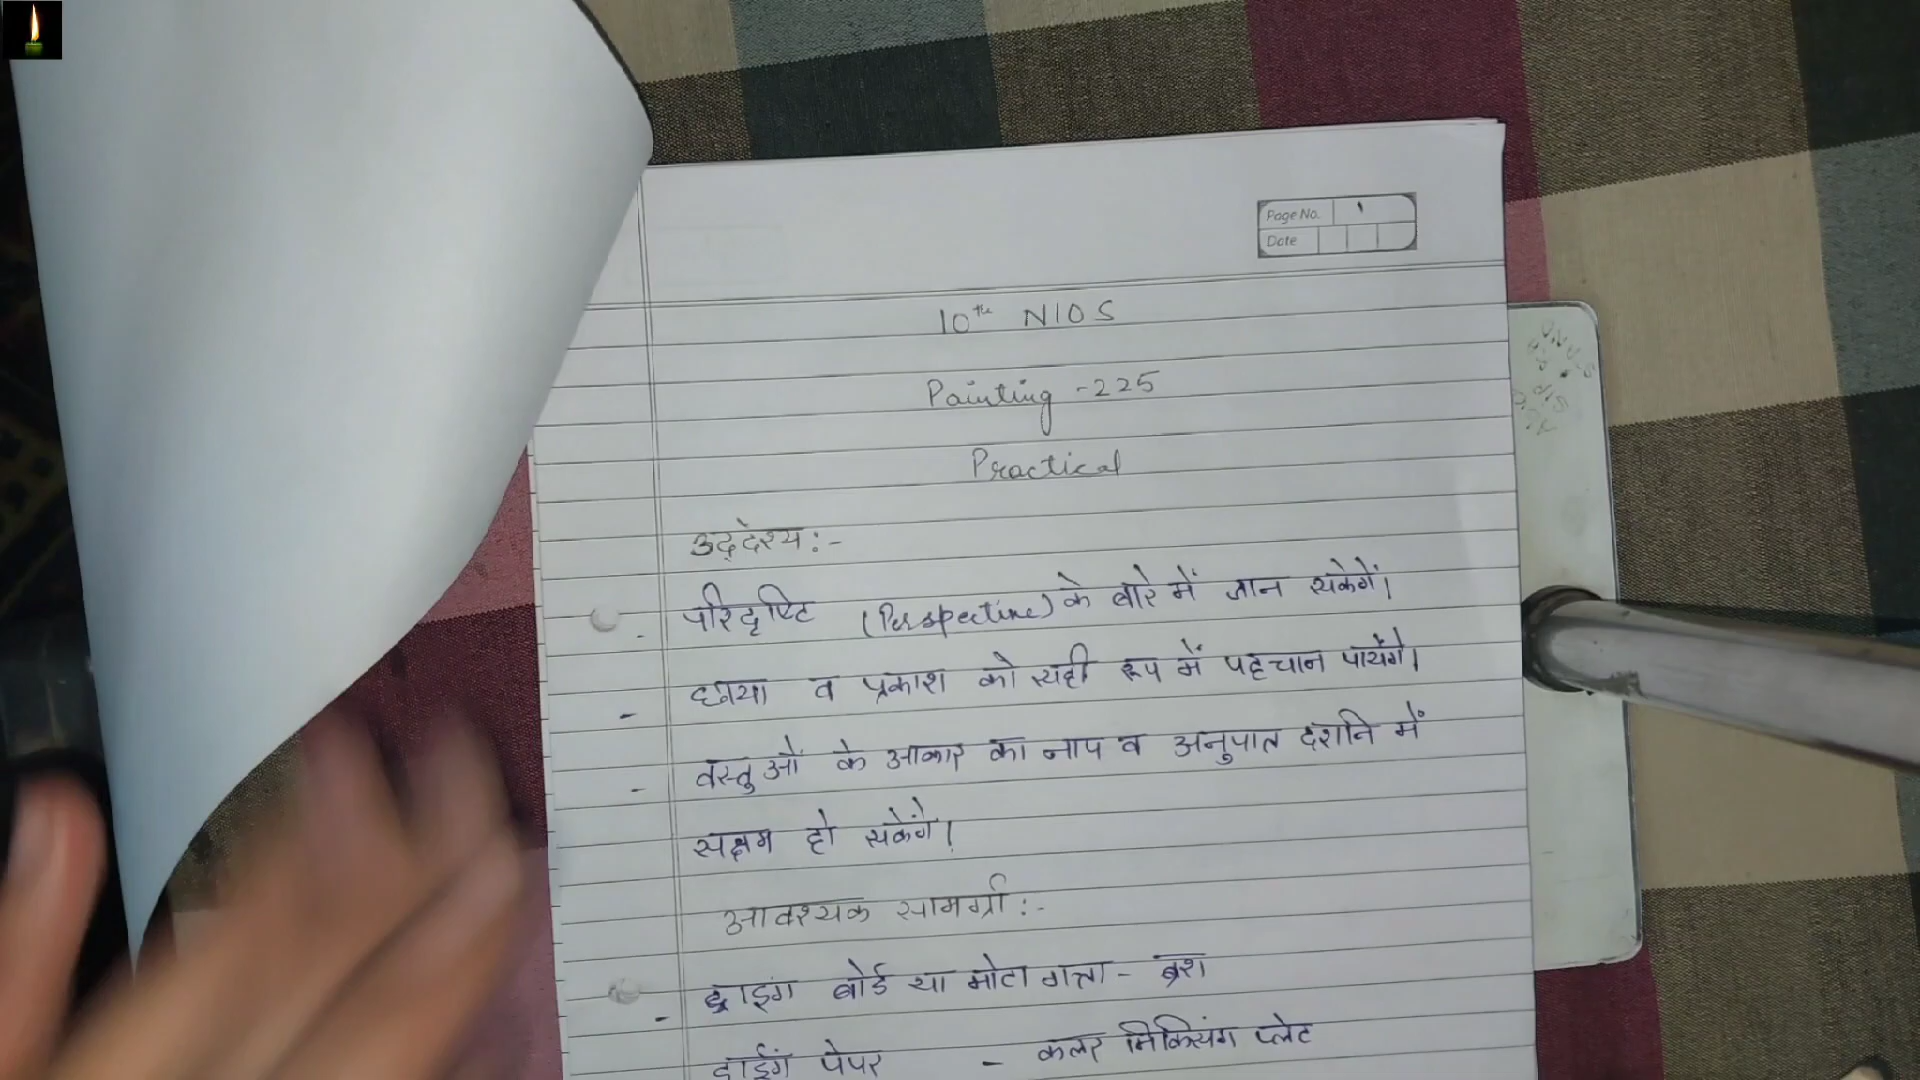 Page No. 1
Date
10th NIOS
Painting -225
Practical
उद्देश्य :-
परिदृष्टि (Perspective) के बारे में जान सकेगें।
- छाया व प्रकाश को सही रूप में पहचान पायेंगे।
- वस्तुओं के आकार का नाप व अनुपात दर्शाने में
सक्षम हो सकेंगे।
आवश्यक सामग्री :-
- ड्राइंग बोर्ड या मोटा गत्ता - ब्रश
ड्राईंग पेपर - कलर मिक्सिंग प्लेट